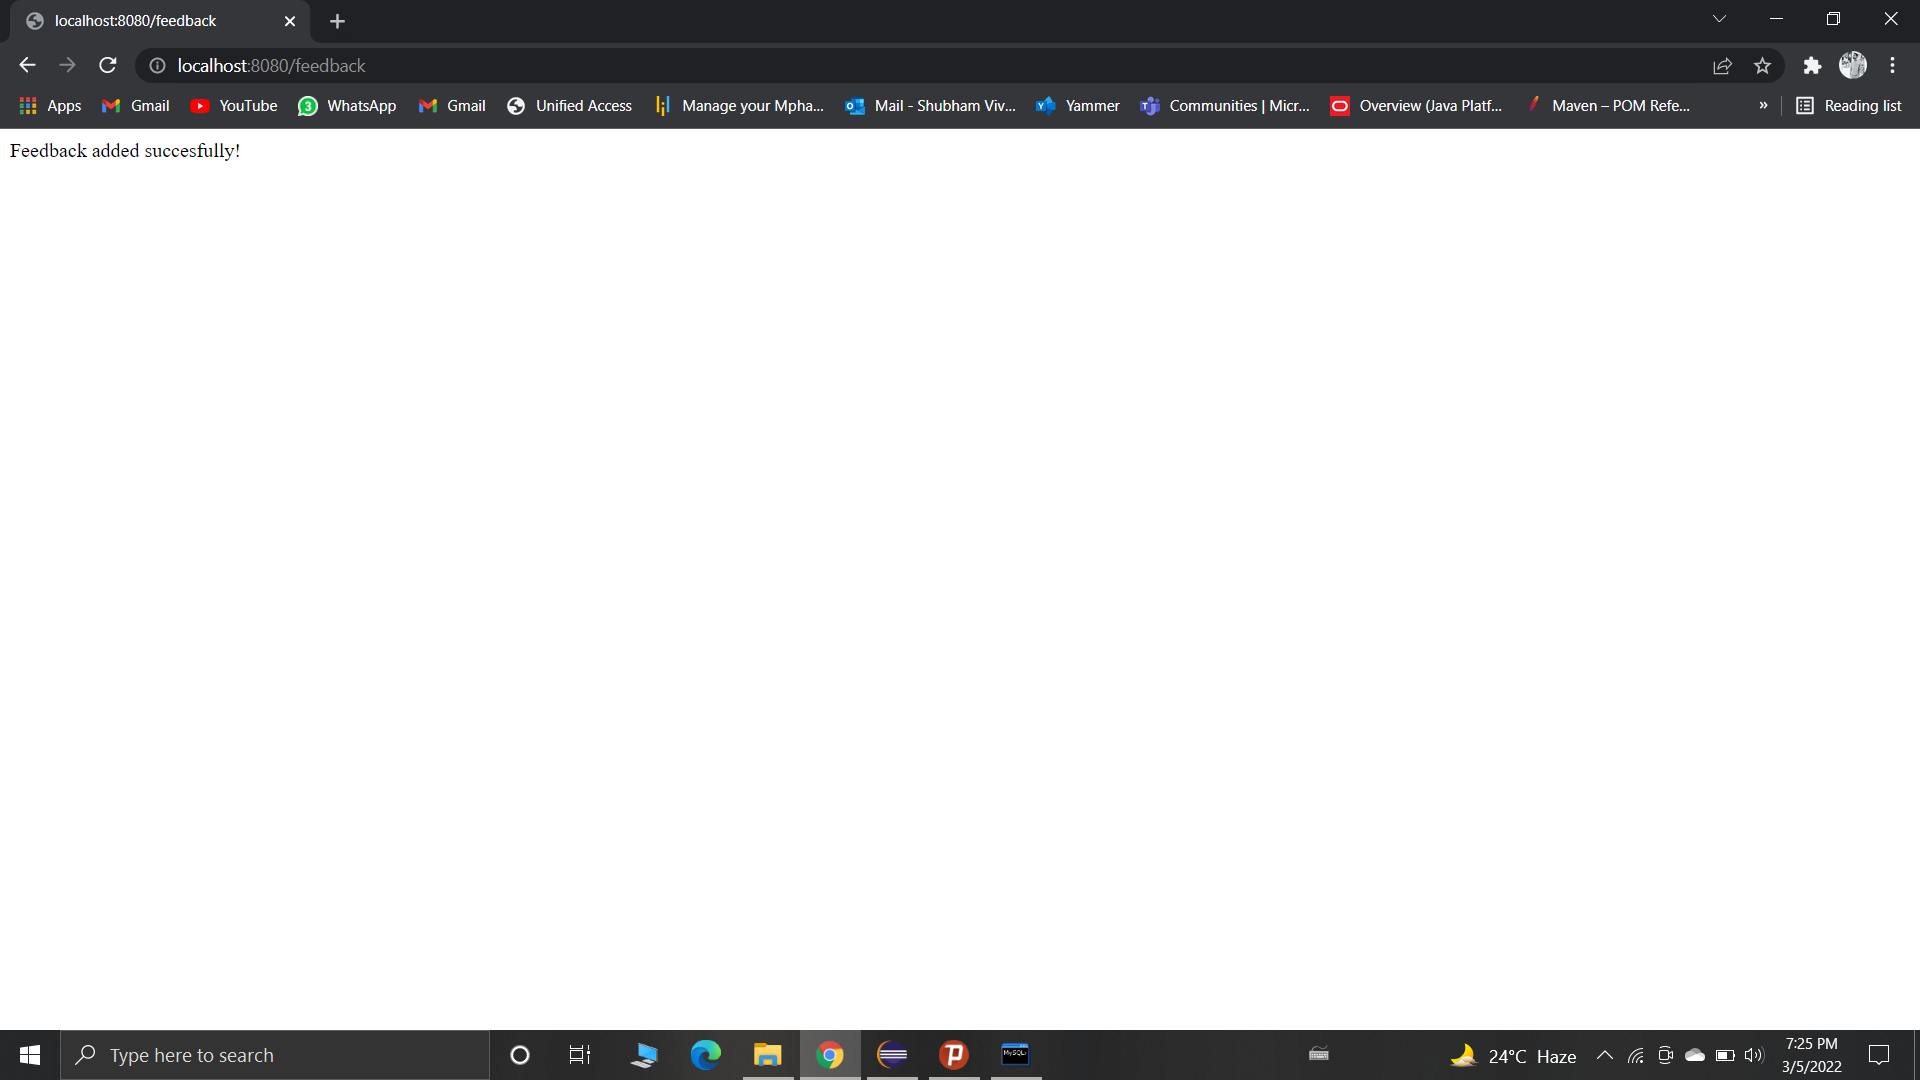 localhost:8080/feedback
localhost:8080/feedback
Apps Gmail YouTube 3 WhatsApp Gmail Unified Access Manage your Mpha... Mail - Shubham Viv... Yammer Communities | Micr... Overview (Java Platf... Maven – POM Refe... » Reading list
Feedback added succesfully!
Type here to search MySQL 24°C Haze 7:25 PM
3/5/2022